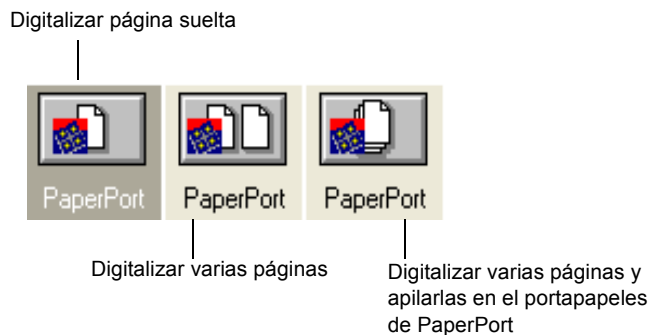 Digitalizar página suelta
PaperPort
PaperPort
PaperPort
Digitalizar varias páginas
Digitalizar varias páginas y
apilarlas en el portapapeles
de PaperPort